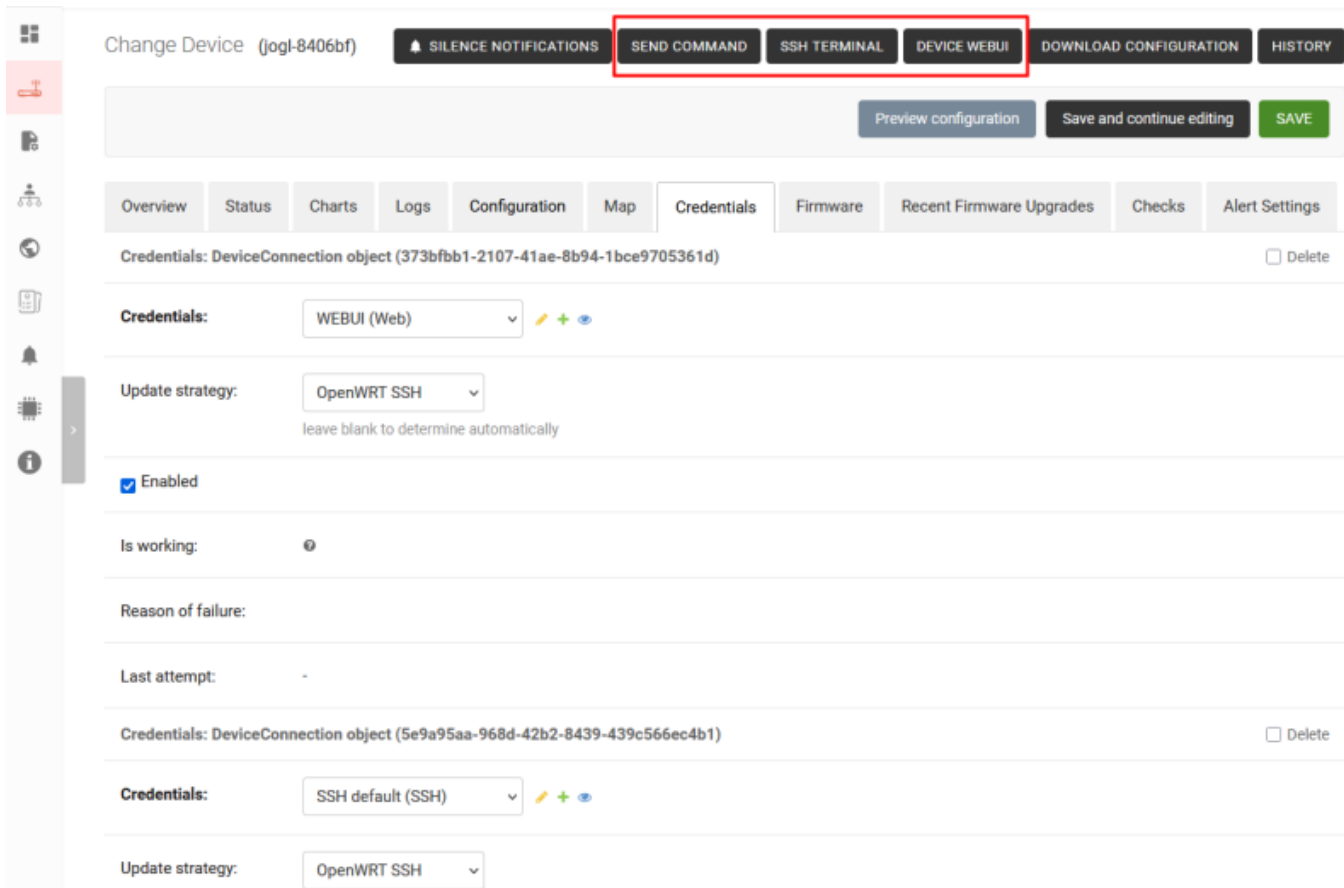 Change Device (jogl-8406bf)
SILENCE NOTIFICATIONS SEND COMMAND SSH TERMINAL DEVICE WEBUI DOWNLOAD CONFIGURATION HISTORY
Preview configuration Save and continue editing SAVE
Overview Status Charts Logs Configuration Map Credentials Firmware Recent Firmware Upgrades Checks Alert Settings
Credentials: DeviceConnection object (373bfbb1-2107-41ae-8b94-1bce9705361d) Delete
Credentials: WEBUI (Web)
Update strategy: OpenWRT SSH
leave blank to determine automatically
Enabled
Is working:
Reason of failure:
Last attempt: -
Credentials: DeviceConnection object (5e9a95aa-968d-42b2-8439-439c566ec4b1) Delete
Credentials: SSH default (SSH)
Update strategy: OpenWRT SSH